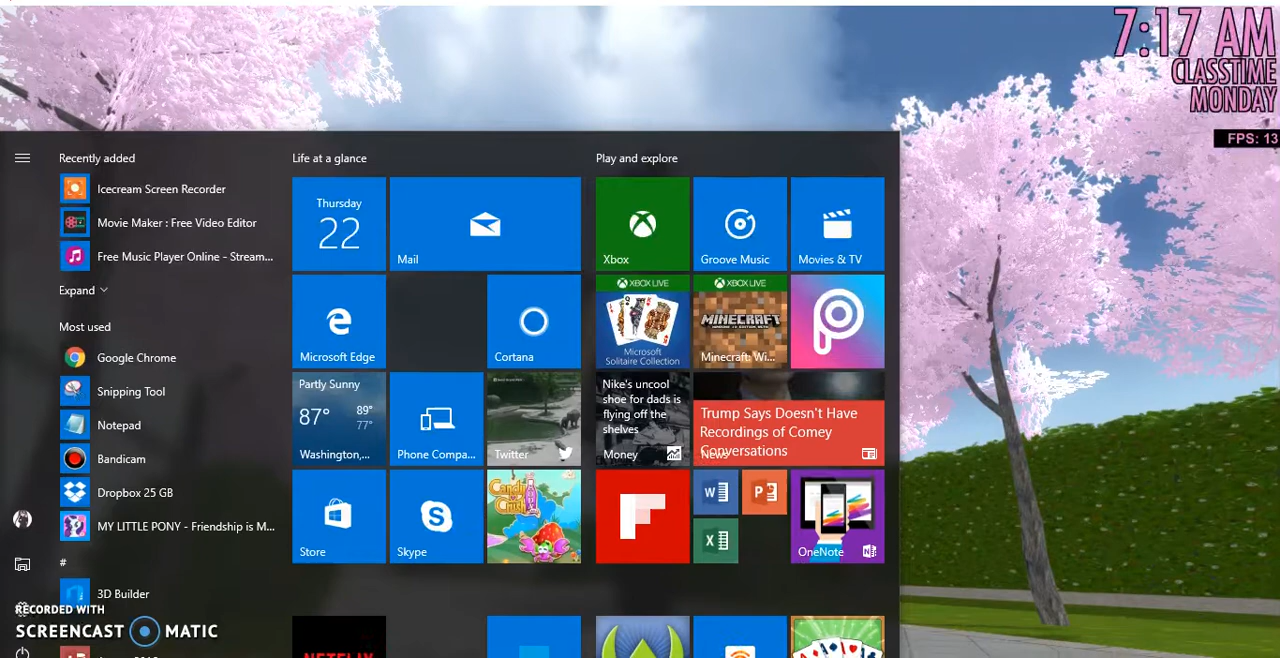 7:17 AM
CLASSTIME
MONDAY
FPS: 13
Recently added
Icecream Screen Recorder
Movie Maker : Free Video Editor
Free Music Player Online - Stream...
Expand
Most used
Google Chrome
Snipping Tool
Notepad
Bandicam
Dropbox 25 GB
MY LITTLE PONY - Friendship is M...
#
3D Builder
RECORDED WITH
SCREENCAST MATIC
Life at a glance
Thursday
22
Mail
Microsoft Edge
Cortana
Partly Sunny
87° 89°
77°
Washington,...
Phone Compa...
Twitter
Store
Skype
Candy
Crush
NETFLIX
Play and explore
Xbox
Groove Music
Movies & TV
XBOX LIVE
Microsoft
Solitaire Collection
XBOX LIVE
MINECRAFT
Minecraft: Wi...
Nike's uncool
shoe for dads is
flying off the
shelves
Money
Trump Says Doesn't Have
Recordings of Comey
Conversations
News
OneNote